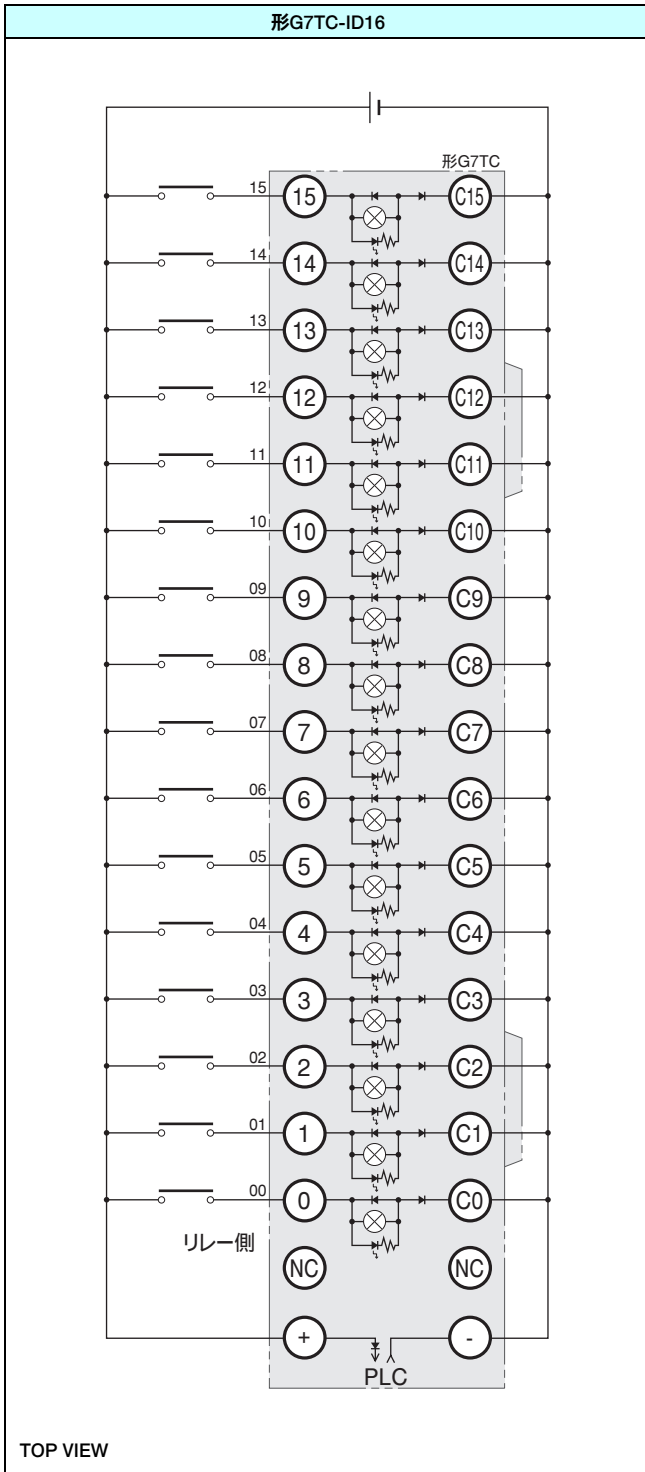 形G7TC-ID16
形G7TC
15 15 C15
14 14 C14
13 13 C13
12 12 C12
11 11 C11
10 10 C10
09 9 C9
08 8 C8
07 7 C7
06 6 C6
05 5 C5
04 4 C4
03 3 C3
02 2 C2
01 1 C1
00 0 C0
リレー側
NC NC
+ -
PLC
TOP VIEW